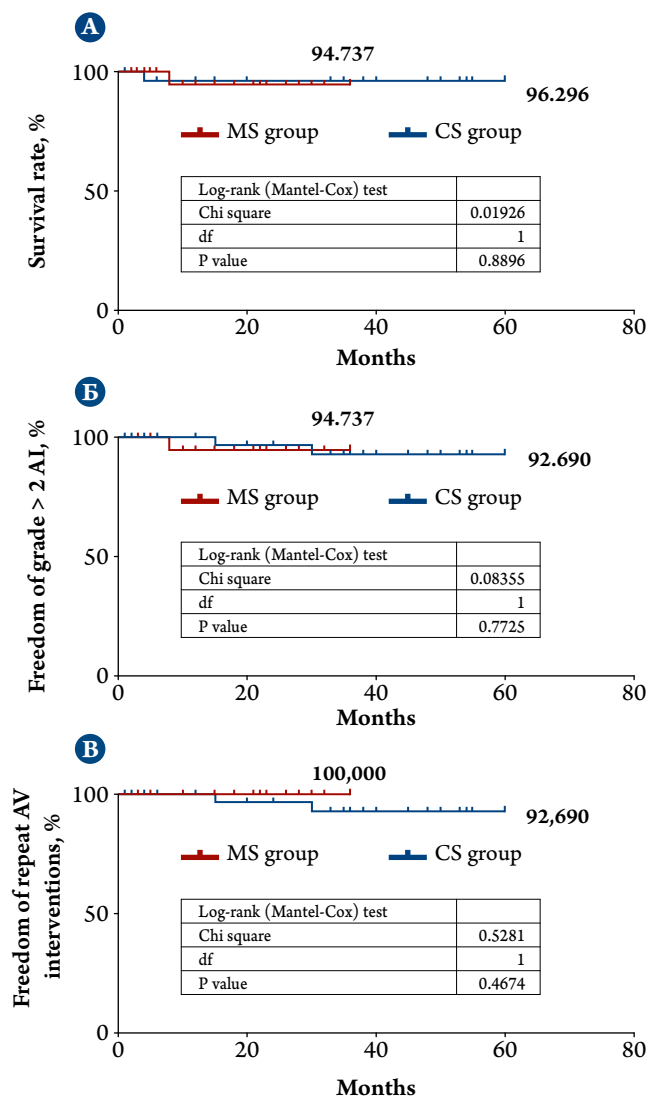 А
94.737
100
96.296
MS group CS group
Survival rate, %
Log-rank (Mantel-Cox) test
50
Chi square 0.01926
df 1
P value 0.8896
0
0 20 40 60 80
Months
Б
94.737
100
92.690
MS group CS group
Freedom of grade > 2 AI, %
Log-rank (Mantel-Cox) test
50
Chi square 0.08355
df 1
P value 0.7725
0
0 20 40 60 80
Months
В
100,000
100
92,690
MS group CS group
Freedom of repeat AV
interventions, %
Log-rank (Mantel-Cox) test
50
Chi square 0.5281
df 1
P value 0.4674
0
0 20 40 60 80
Months